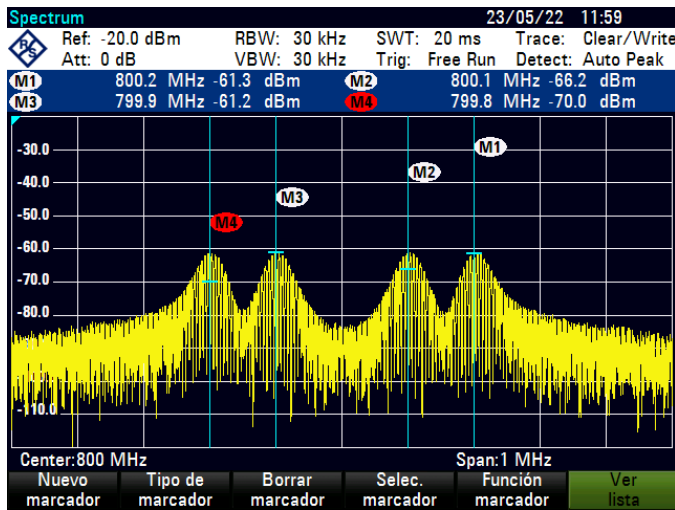 Spectrum 23/05/22 11:59
R&S Ref: -20.0 dBm RBW: 30 kHz SWT: 20 ms Trace: Clear/Write
Att: 0 dB VBW: 30 kHz Trig: Free Run Detect: Auto Peak
M1 800.2 MHz -61.3 dBm M2 800.1 MHz -66.2 dBm
M3 799.9 MHz -61.2 dBm M4 799.8 MHz -70.0 dBm
M1
-30.0
M2
-40.0
M3
-50.0
M4
-60.0
-70.0
-80.0
-110.0
Center:800 MHz Span:1 MHz
Nuevo marcador
Tipo de marcador
Borrar marcador
Selec. marcador
Función marcador
Ver lista